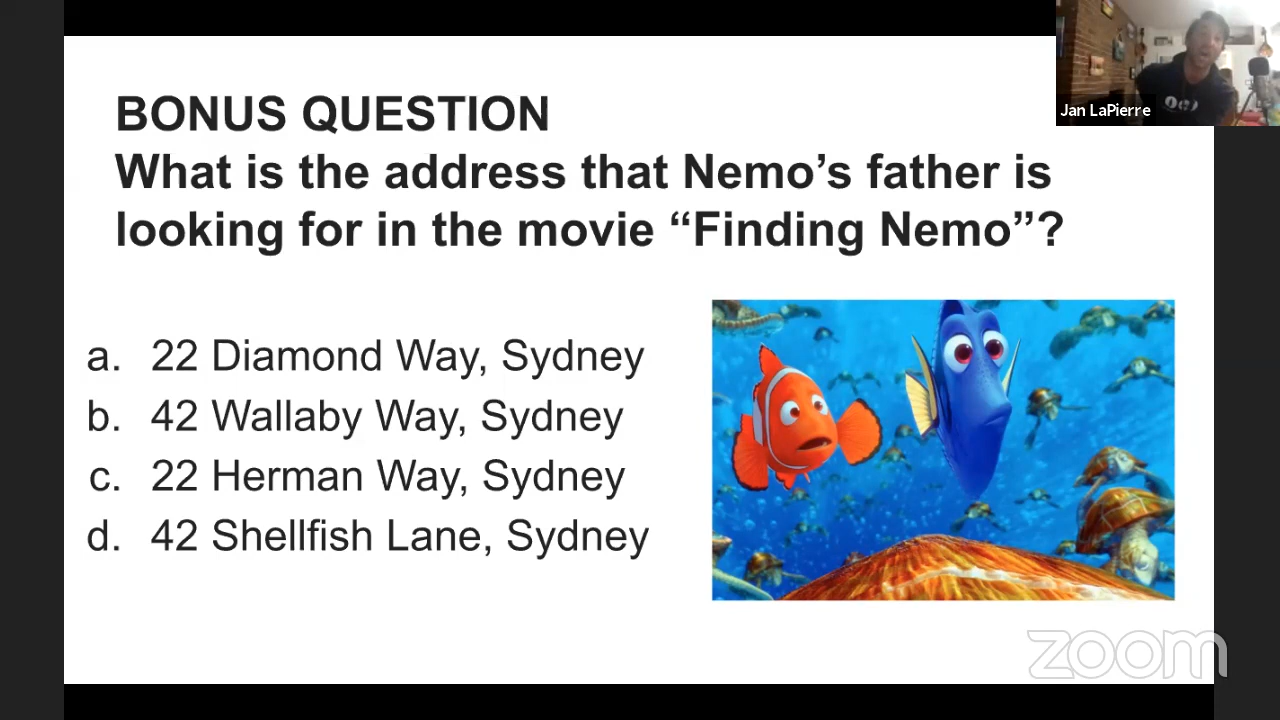 BONUS QUESTION
What is the address that Nemo’s father is
looking for in the movie “Finding Nemo”?
a. 22 Diamond Way, Sydney
b. 42 Wallaby Way, Sydney
c. 22 Herman Way, Sydney
d. 42 Shellfish Lane, Sydney
Jan LaPierre
zoom